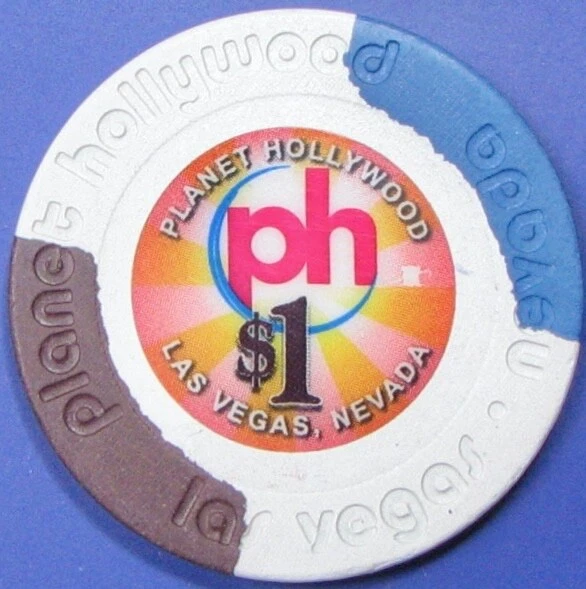 planet hollywood
las vegas • nevada
PLANET HOLLYWOOD
ph
$1
LAS VEGAS, NEVADA